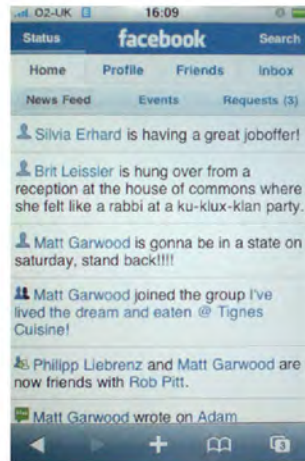 O2-UK 16:09
Status facebook Search
Home Profile Friends Inbox
News Feed Events Requests (3)
Silvia Erhard is having a great joboffer!
Brit Leissler is hung over from a
reception at the house of commons where
she felt like a rabbi at a ku-klux-klan party.
Matt Garwood is gonna be in a state on
saturday, stand back!!!!
Matt Garwood joined the group I've
lived the dream and eaten @ Tignes
Cuisine!
Philipp Liebrenz and Matt Garwood are
now friends with Rob Pitt.
Matt Garwood wrote on Adam
3